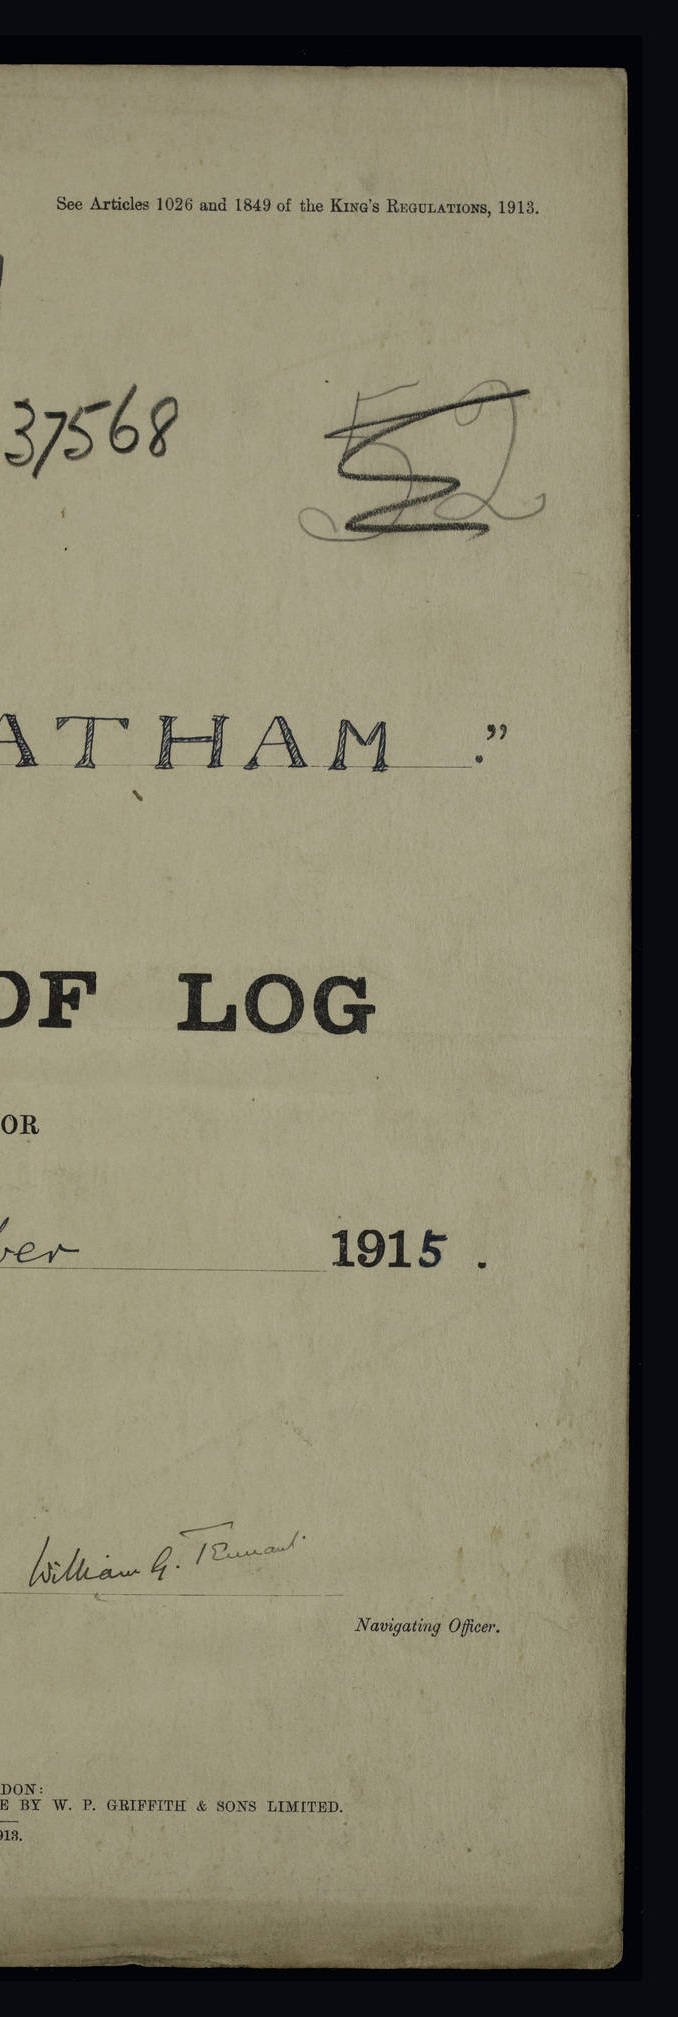 See Articles 1026 and 1849 of the KING'S REGULATIONS, 1913.
37568
52
ATHAM ."
OF LOG
OR
ber 1915 .
William G. Tennant
Navigating Officer.
DON:
E BY W. P. GRIFFITH & SONS LIMITED.
913.